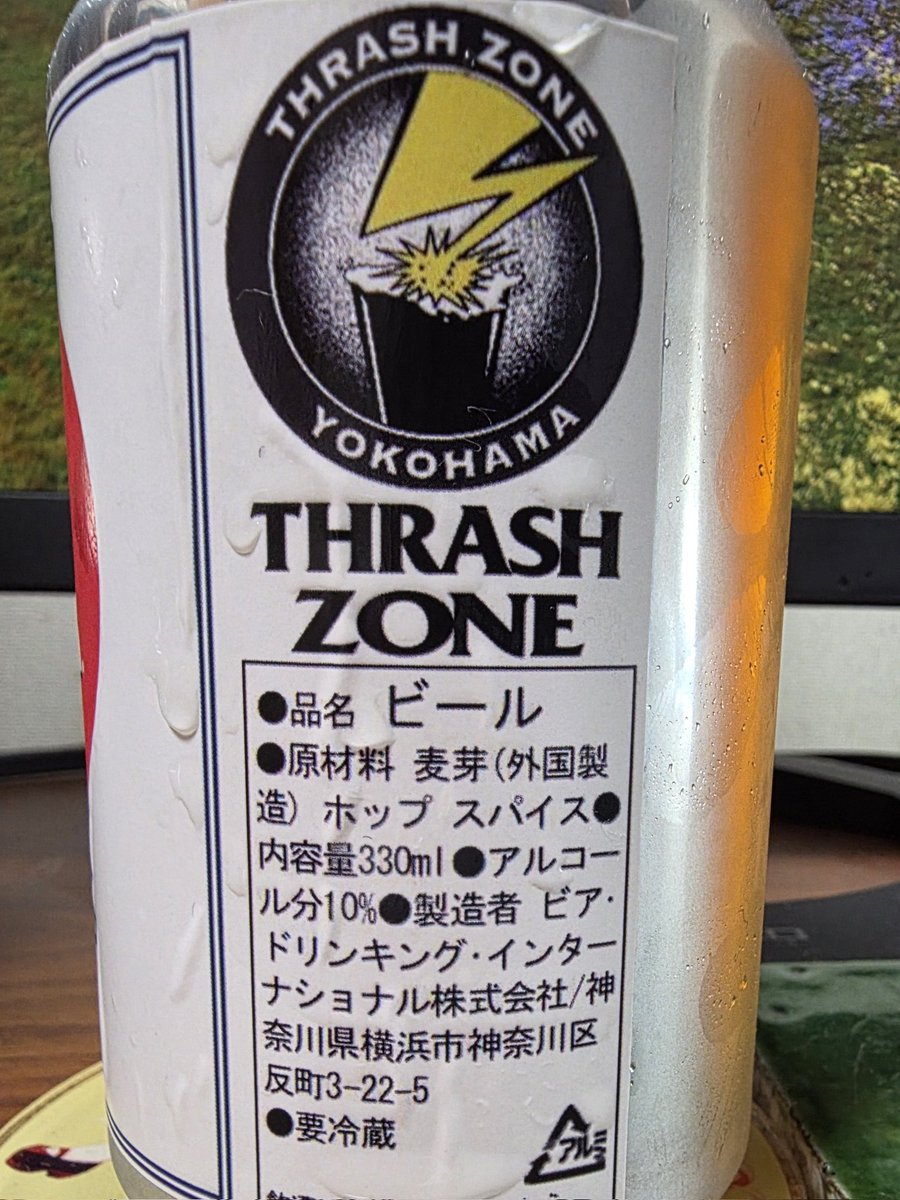 THRASH ZONE
YOKOHAMA
THRASH
ZONE
●品名 ビール
●原材料 麦芽(外国製
造) ホップ スパイス●
内容量330ml●アルコー
ル分10%●製造者 ビア・
ドリンキング・インター
ナショナル株式会社/神
奈川県横浜市神奈川区
反町3-22-5
●要冷蔵
アルミ